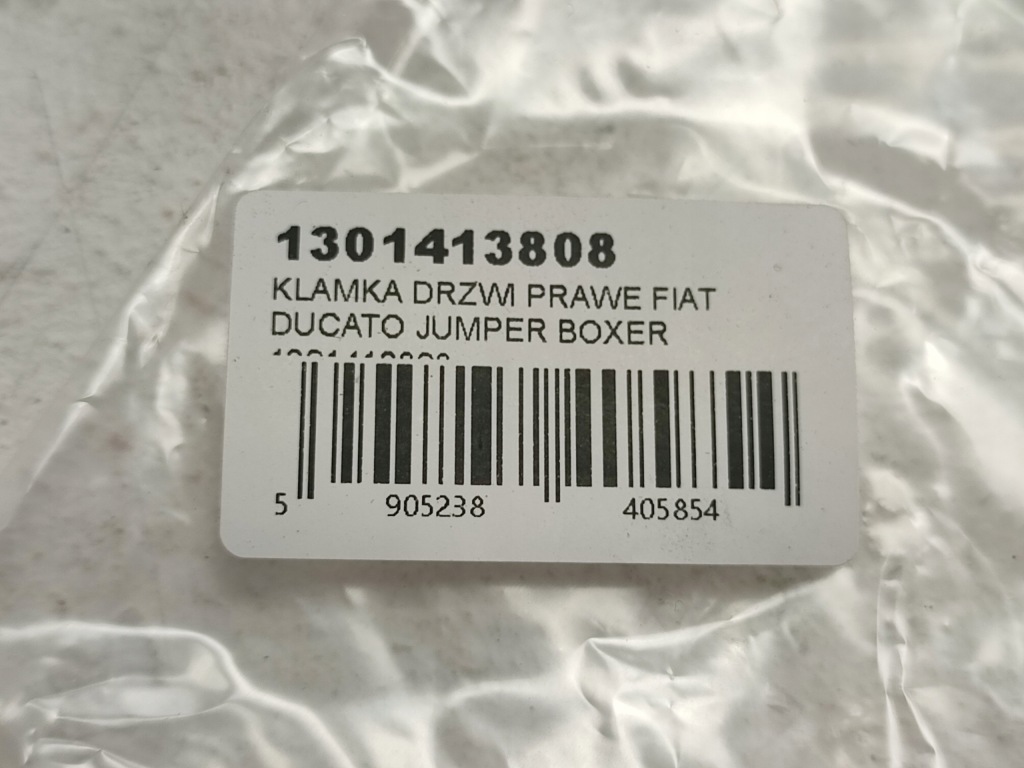 1301413808
KLAMKA DRZWI PRAWE FIAT
DUCATO JUMPER BOXER
5 905238 405854